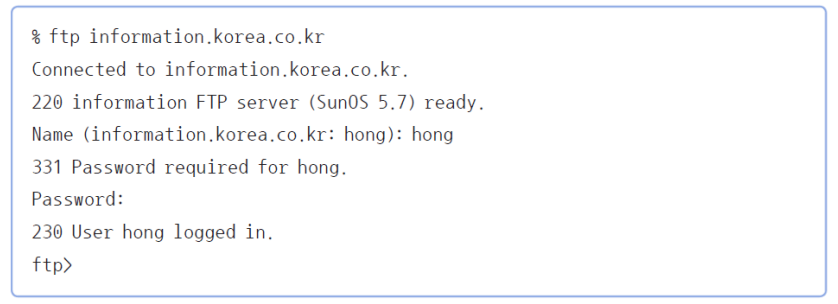 % ftp information.korea.co.kr
Connected to information.korea.co.kr.
220 information FTP server (SunOS 5.7) ready.
Name (information.korea.co.kr: hong): hong
331 Password required for hong.
Password:
230 User hong logged in.
ftp>